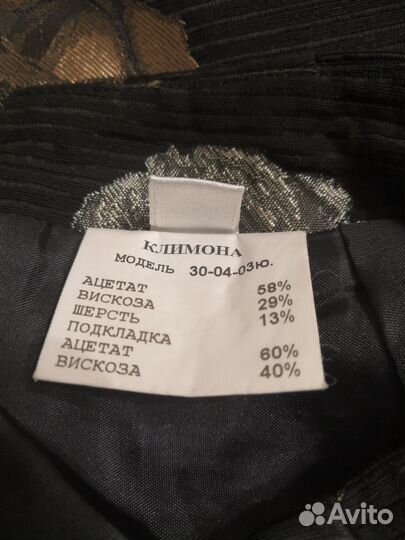 КЛИМОНА
МОДЕЛЬ 30-04-03ю.
АЦЕТАТ 58%
ВИСКОЗА 29%
ШЕРСТЬ 13%
ПОДКЛАДКА
АЦЕТАТ 60%
ВИСКОЗА 40%
Avito